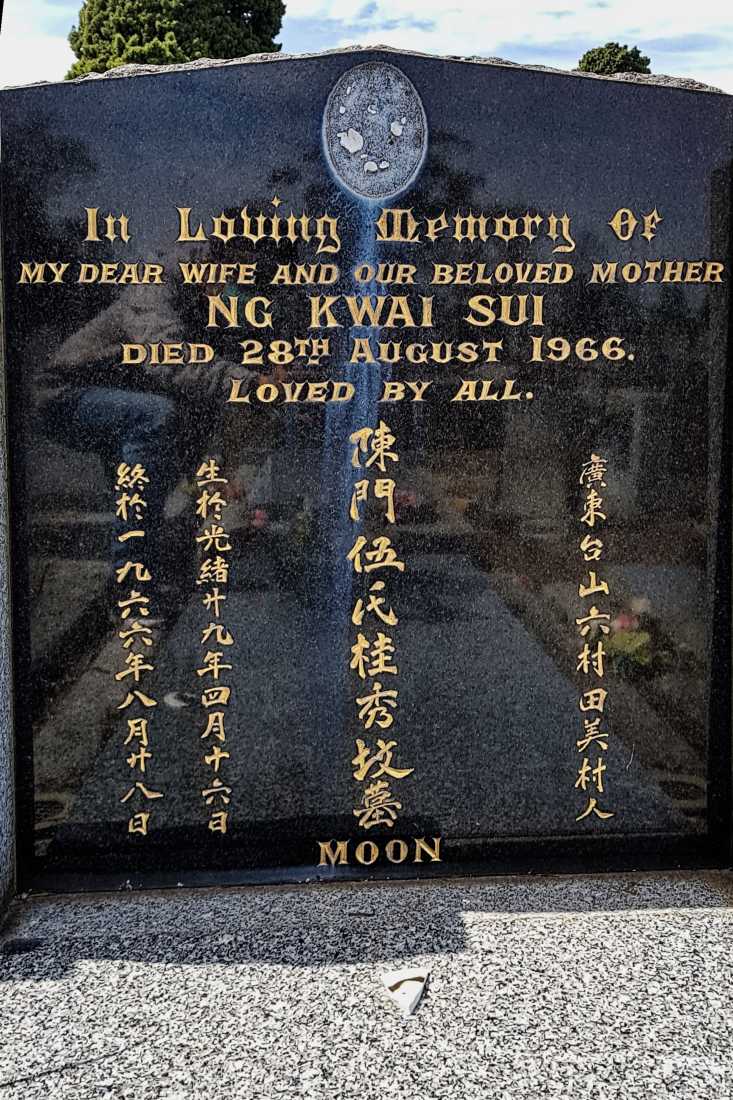 In Loving Memory Of
MY DEAR WIFE AND OUR BELOVED MOTHER
NG KWAI SUI
DIED 28TH AUGUST 1966.
LOVED BY ALL.
廣東台山六村田美村人
陳門伍氏桂秀坟墓
生於光緒廿九年四月十六日
終於一九六六年八月廿八日
MOON